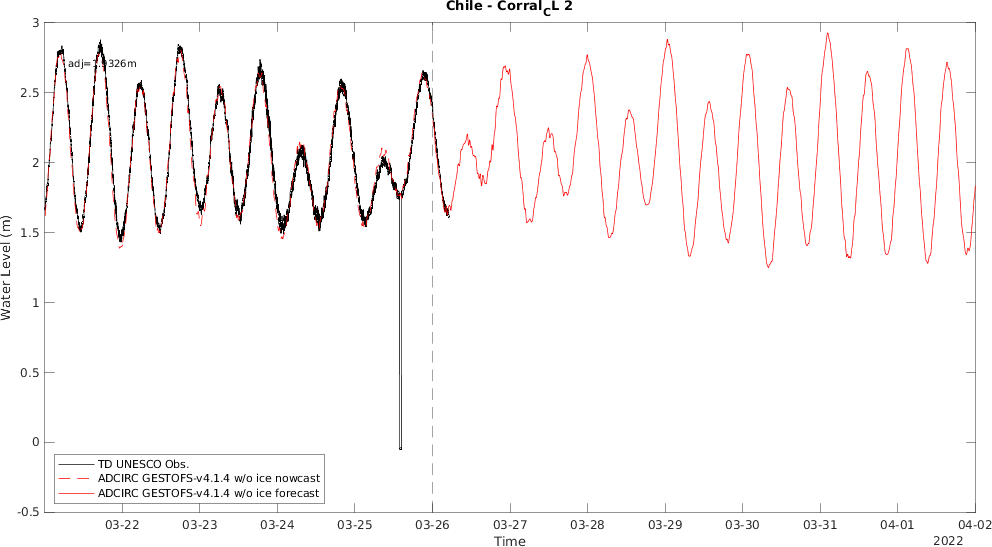 Chile - Corral_CL 2
adj=1.9326m
3
2.5
2
1.5
1
0.5
0
-0.5
Water Level (m)
TD UNESCO Obs.
ADCIRC GESTOFS-v4.1.4 w/o ice nowcast
ADCIRC GESTOFS-v4.1.4 w/o ice forecast
03-22 03-23 03-24 03-25 03-26 03-27 03-28 03-29 03-30 03-31 04-01 04-02
Time
2022